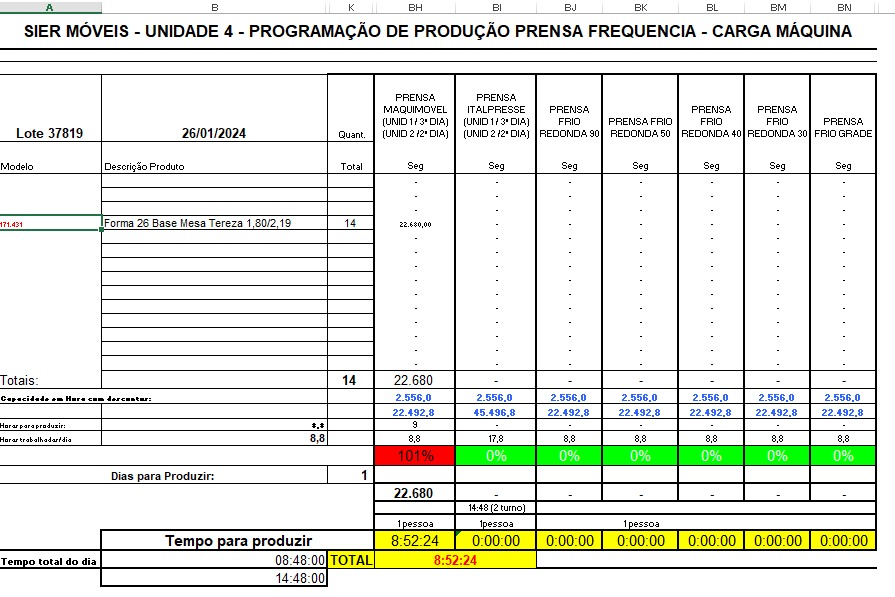 A B K BH BI BJ BK BL BM BN
SIER MÓVEIS - UNIDADE 4 - PROGRAMAÇÃO DE PRODUÇÃO PRENSA FREQUENCIA - CARGA MÁQUINA
Lote 37819 26/01/2024 Quant.
PRENSA MAQUIMOVEL (UNID 1 / 3ª DIA) (UNID 2 /2ª DIA)
PRENSA ITALPRESSE (UNID 1 / 3ª DIA) (UNID 2 /2ª DIA)
PRENSA FRIO REDONDA 90
PRENSA FRIO REDONDA 50
PRENSA FRIO REDONDA 40
PRENSA FRIO REDONDA 30
PRENSA FRIO GRADE
Modelo Descrição Produto Total Seg Seg Seg Seg Seg Seg Seg
- - - - - - -
- - - - - - -
- - - - - - -
171.431 Forma 26 Base Mesa Tereza 1,80/2,19 14 22.680,00 - - - - - -
- - - - - - -
- - - - - - -
- - - - - - -
- - - - - - -
- - - - - - -
- - - - - - -
- - - - - - -
- - - - - - -
- - - - - - -
- - - - - - -
Totais: 14 22.680 - - - - - -
Capacidade em Hora com descontar: 2.556,0 2.556,0 2.556,0 2.556,0 2.556,0 2.556,0 2.556,0
22.492,8 45.496,8 22.492,8 22.492,8 22.492,8 22.492,8 22.492,8
Horas para produzir: 8,8 9 - - - - - -
Horas trabalhadas/dia 8,8 8,8 17,8 8,8 8,8 8,8 8,8 8,8
101% 0% 0% 0% 0% 0% 0%
Dias para Produzir: 1
22.680 - - - - - -
14:48 (2 turno)
1 pessoa 1 pessoa 1 pessoa
Tempo para produzir 8:52:24 0:00:00 0:00:00 0:00:00 0:00:00 0:00:00 0:00:00
Tempo total do dia 08:48:00 TOTAL 8:52:24
14:48:00